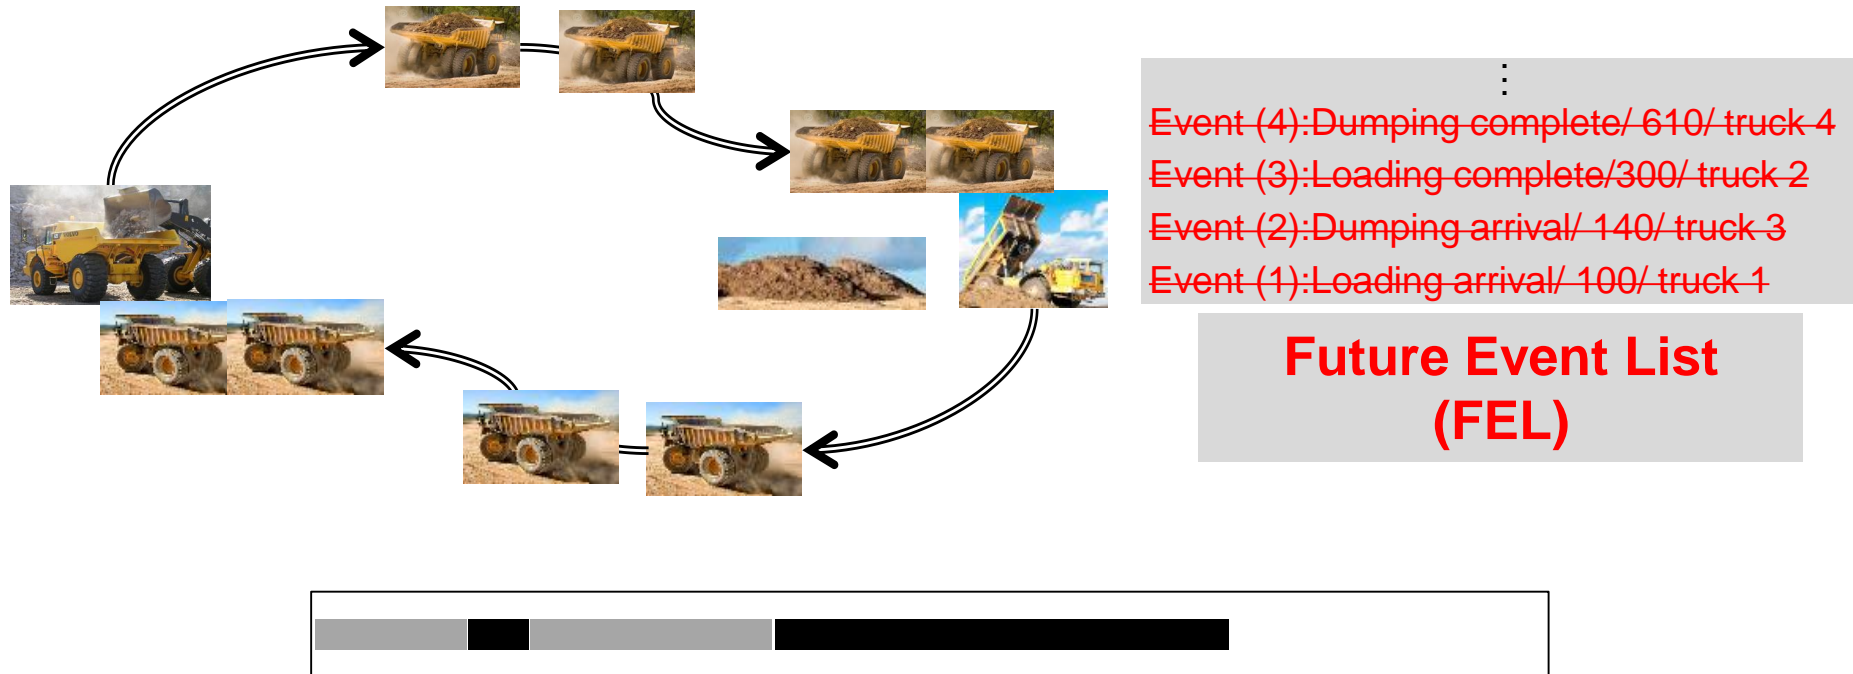 ⋮
Event (4):Dumping complete/ 610/ truck 4
Event (3):Loading complete/300/ truck 2
Event (2):Dumping arrival/ 140/ truck 3
Event (1):Loading arrival/ 100/ truck 1
Future Event List
(FEL)